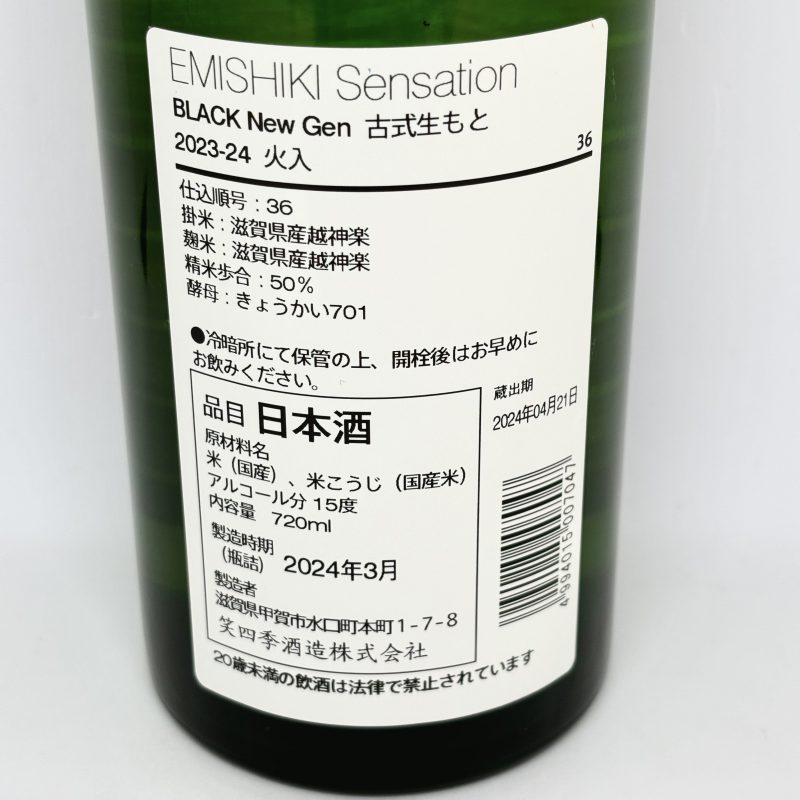 EMISHIKI Sensation
BLACK New Gen 古式生もと
2023-24 火入
36
仕込順号：36
掛米：滋賀県産越神楽
麹米：滋賀県産越神楽
精米歩合：50%
酵母：きょうかい701
●冷暗所にて保管の上、開栓後はお早めに
お飲みください。
品目 日本酒
原材料名
米（国産）、米こうじ（国産米）
アルコール分 15度
内容量 720ml
製造時期
（瓶詰） 2024年3月
製造者
滋賀県甲賀市水口町本町1-7-8
笑四季酒造株式会社
蔵出期
2024年04月21日
4994015007047
20歳未満の飲酒は法律で禁止されています